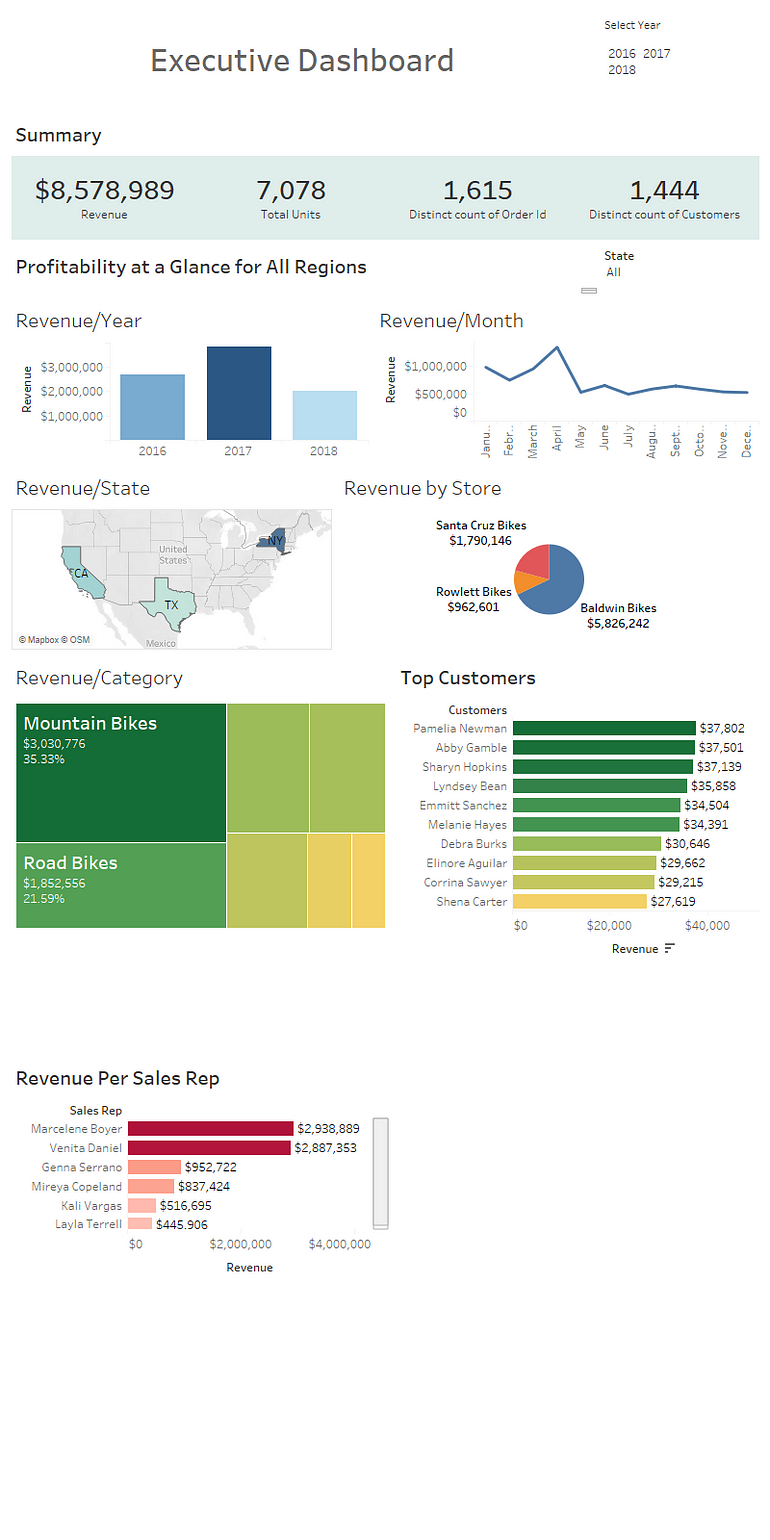 Select Year
Executive Dashboard
2016 2017
2018
Summary
$8,578,989
Revenue
7,078
Total Units
1,615
Distinct count of Order Id
1,444
Distinct count of Customers
Profitability at a Glance for All Regions
State
All
Revenue/Year
Revenue
$3,000,000
$2,000,000
$1,000,000
2016
2017
2018
Revenue/Month
Revenue
$1,000,000
$500,000
$0
Janu..
Febr..
March
April
May
June
July
Augu..
Sept..
Octo..
Nove..
Dece..
Revenue/State
United
States
NY
CA
TX
Mexico
© Mapbox © OSM
Revenue by Store
Santa Cruz Bikes
$1,790,146
Rowlett Bikes
$962,601
Baldwin Bikes
$5,826,242
Revenue/Category
Mountain Bikes
$3,030,776
35.33%
Road Bikes
$1,852,556
21.59%
Top Customers
Customers
Pamelia Newman $37,802
Abby Gamble $37,501
Sharyn Hopkins $37,139
Lyndsey Bean $35,858
Emmitt Sanchez $34,504
Melanie Hayes $34,391
Debra Burks $30,646
Elinore Aguilar $29,662
Corrina Sawyer $29,215
Shena Carter $27,619
$0 $20,000 $40,000
Revenue
Revenue Per Sales Rep
Sales Rep
Marcelene Boyer $2,938,889
Venita Daniel $2,887,353
Genna Serrano $952,722
Mireya Copeland $837,424
Kali Vargas $516,695
Layla Terrell $445,906
$0 $2,000,000 $4,000,000
Revenue